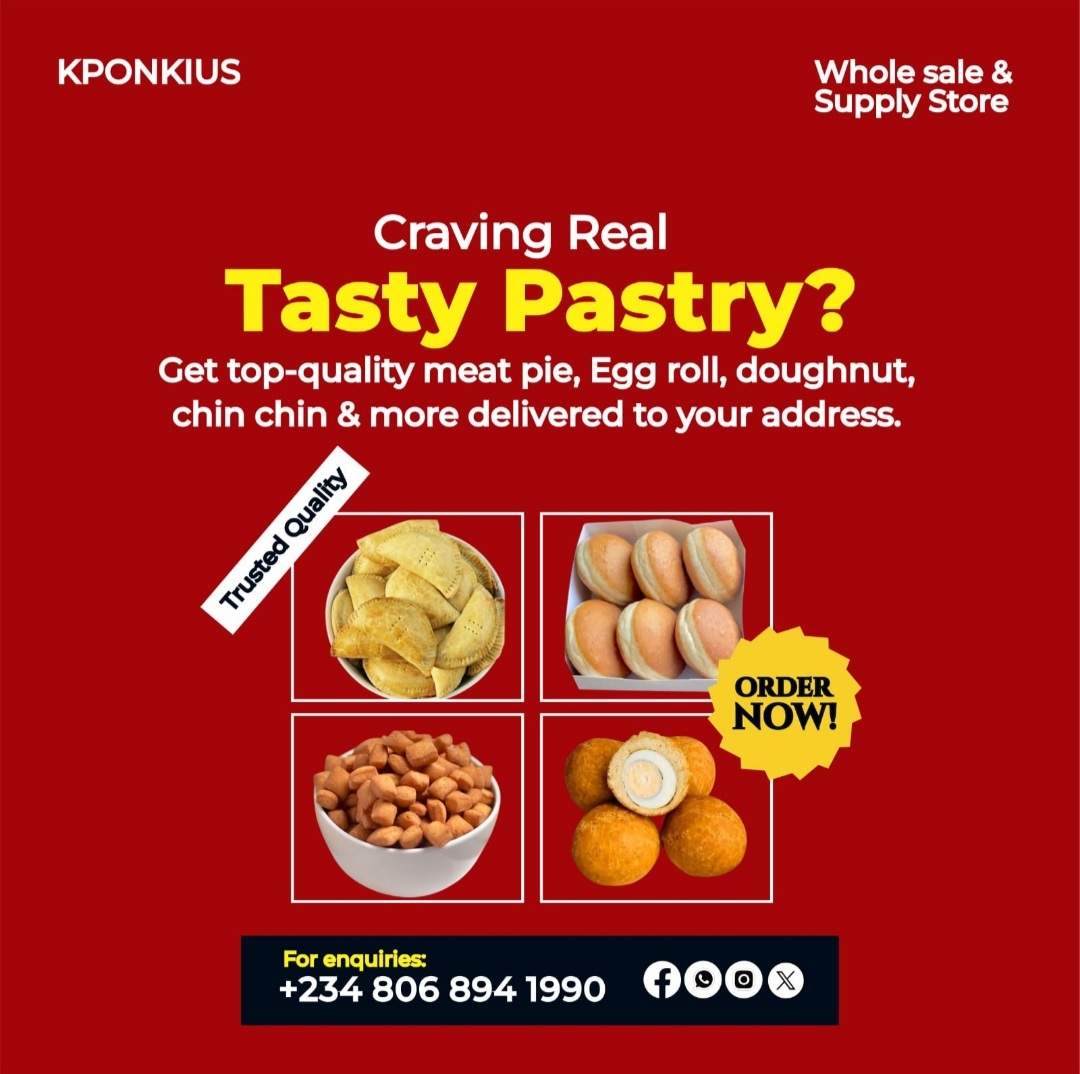 KPONKIUS
Whole sale &
Supply Store
Craving Real
Tasty Pastry?
Get top-quality meat pie, Egg roll, doughnut,
chin chin & more delivered to your address.
Trusted Quality
ORDER
NOW!
For enquiries:
+234 806 894 1990